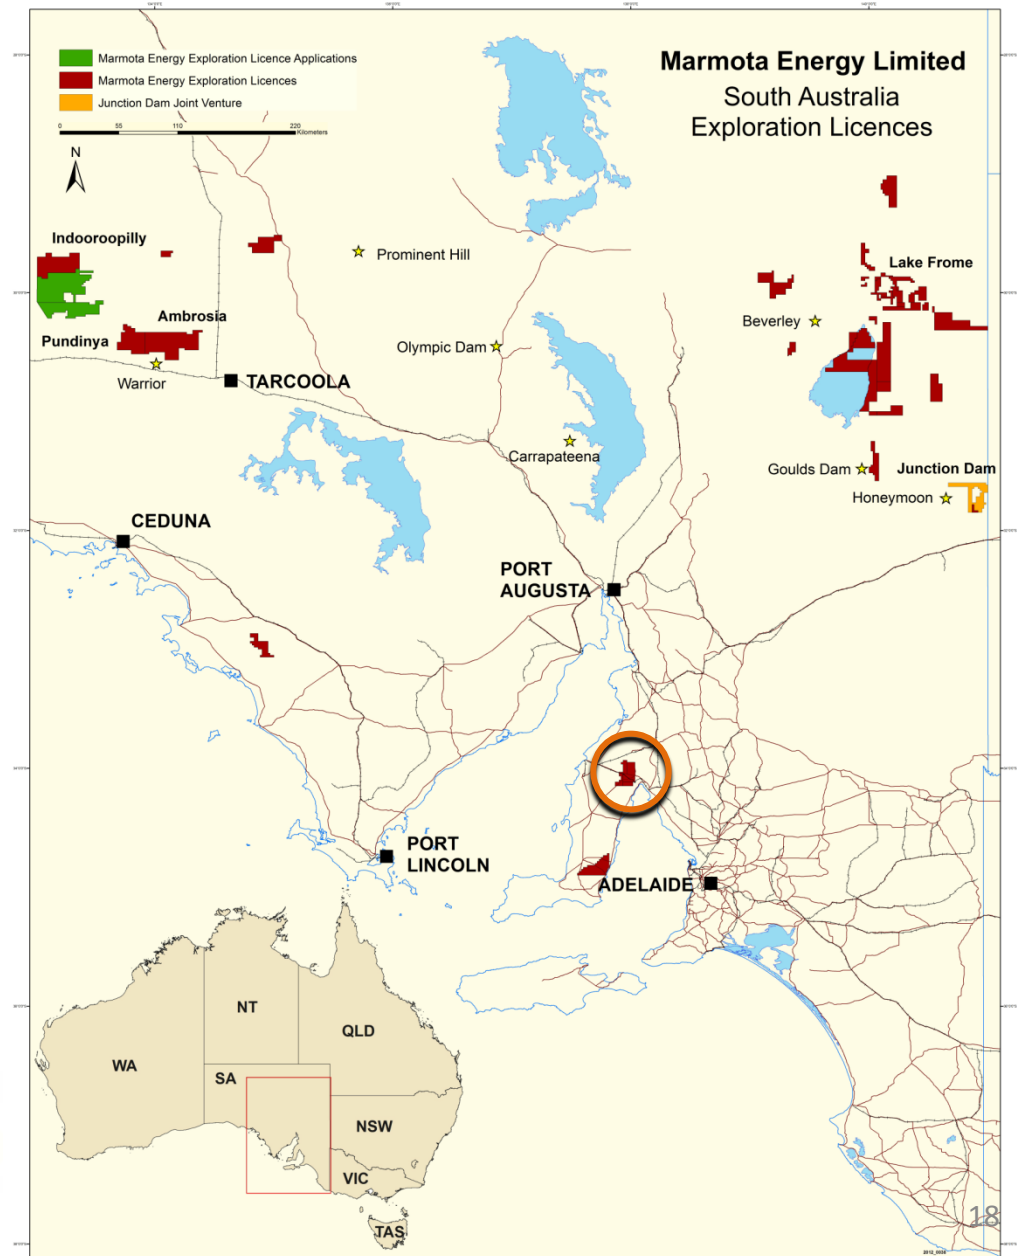 Marmota Energy Exploration Licence Applications
Marmota Energy Exploration Licences
Junction Dam Joint Venture
0 55 110 220
Kilometers
N
Marmota Energy Limited
South Australia
Exploration Licences
Indooroopilly
Prominent Hill
Lake Frome
Ambrosia
Pundinya
Beverley
Olympic Dam
Warrior
TARCOOLA
Carrapateena
Goulds Dam
Junction Dam
Honeymoon
CEDUNA
PORT
AUGUSTA
PORT
LINCOLN
ADELAIDE
NT
QLD
WA
SA
NSW
VIC
TAS
18